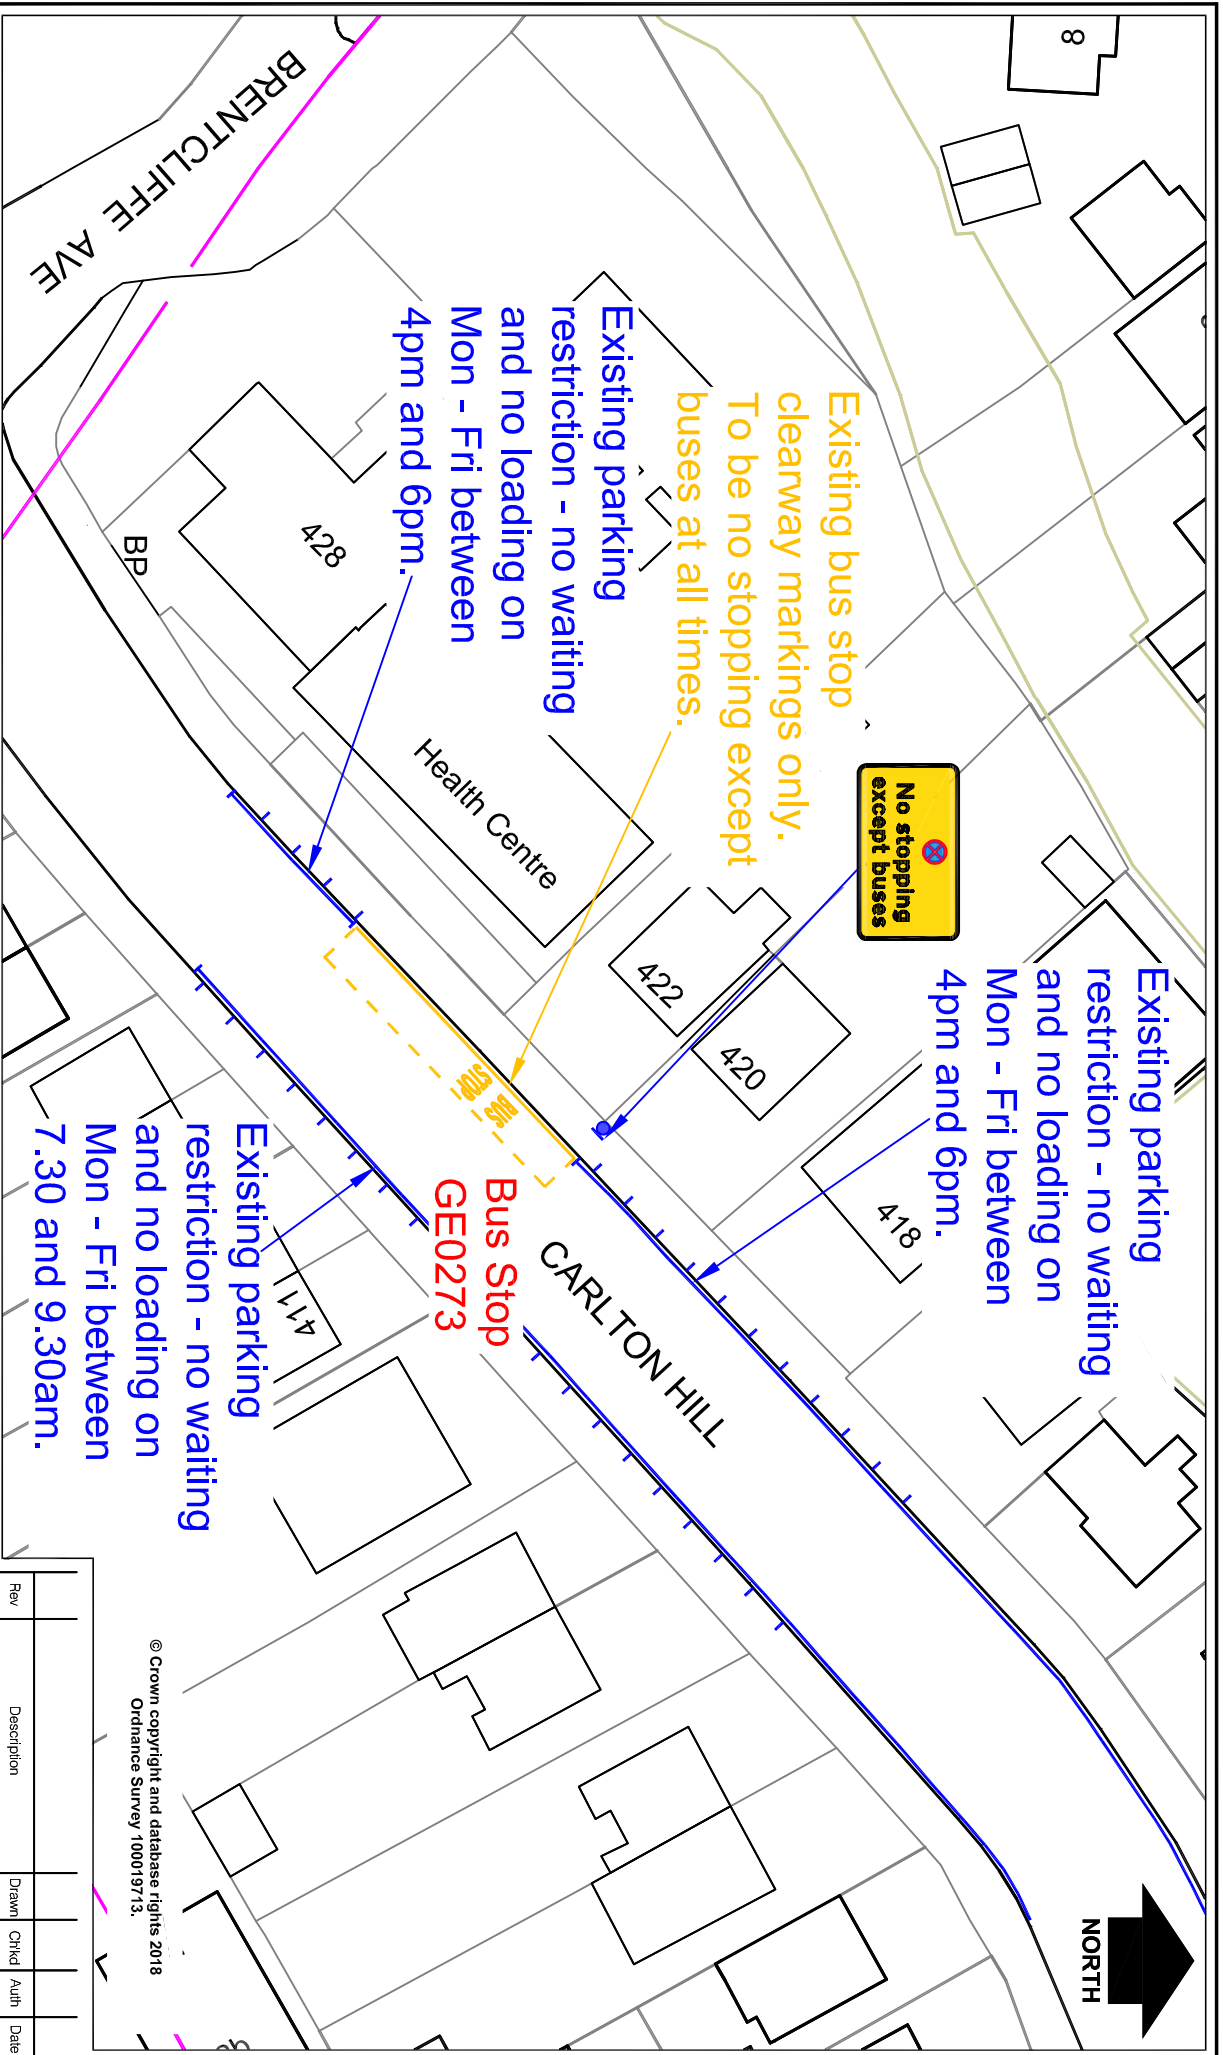 8
BRENTCLIFFE AVE
Existing parking
restriction - no waiting
and no loading on
Mon - Fri between
4pm and 6pm.
Existing bus stop
clearway markings only.
To be no stopping except
buses at all times.
No stopping
except buses
Existing parking
restriction - no waiting
and no loading on
Mon - Fri between
4pm and 6pm.
428
BP
Health Centre
422
420
418
BUS
STOP
Bus Stop
GE0273
CARLTON HILL
411
Existing parking
restriction - no waiting
and no loading on
Mon - Fri between
7.30 and 9.30am.
NORTH
© Crown copyright and database rights 2018
Ordnance Survey 100019713.
Rev Description Drawn Ch'kd Auth Date